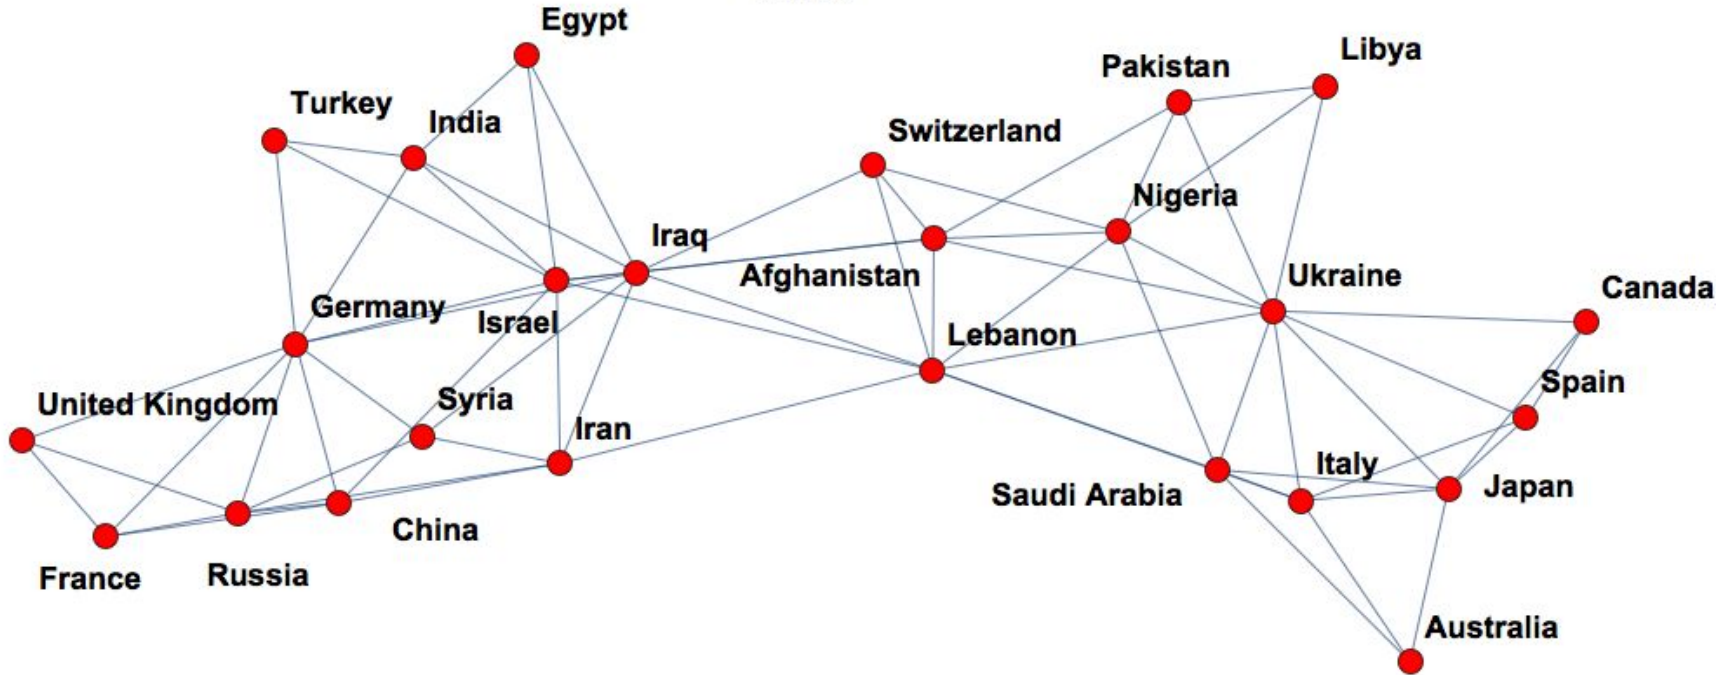 Egypt
Libya
Pakistan
Turkey
India
Switzerland
Nigeria
Iraq
Afghanistan
Ukraine
Canada
Germany
Israel
Lebanon
Spain
United Kingdom
Syria
Iran
Italy
Saudi Arabia
Japan
China
France
Russia
Australia